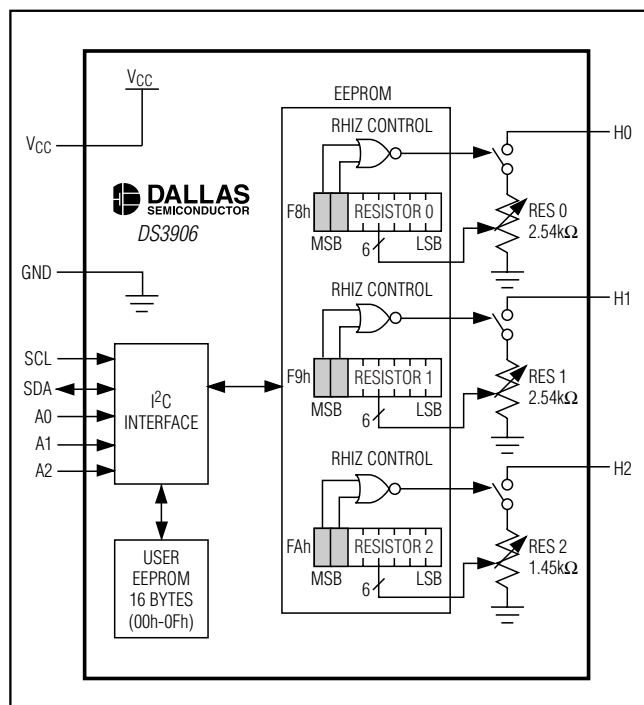 VCC
VCC
DALLAS
SEMICONDUCTOR
DS3906
GND
SCL
SDA
A0
A1
A2
I2C
INTERFACE
USER
EEPROM
16 BYTES
(00h-0Fh)
EEPROM
RHIZ CONTROL
F8h
RESISTOR 0
MSB
LSB
6
H0
RES 0
2.54kΩ
RHIZ CONTROL
F9h
RESISTOR 1
MSB
LSB
6
H1
RES 1
2.54kΩ
RHIZ CONTROL
FAh
RESISTOR 2
MSB
LSB
6
H2
RES 2
1.45kΩ